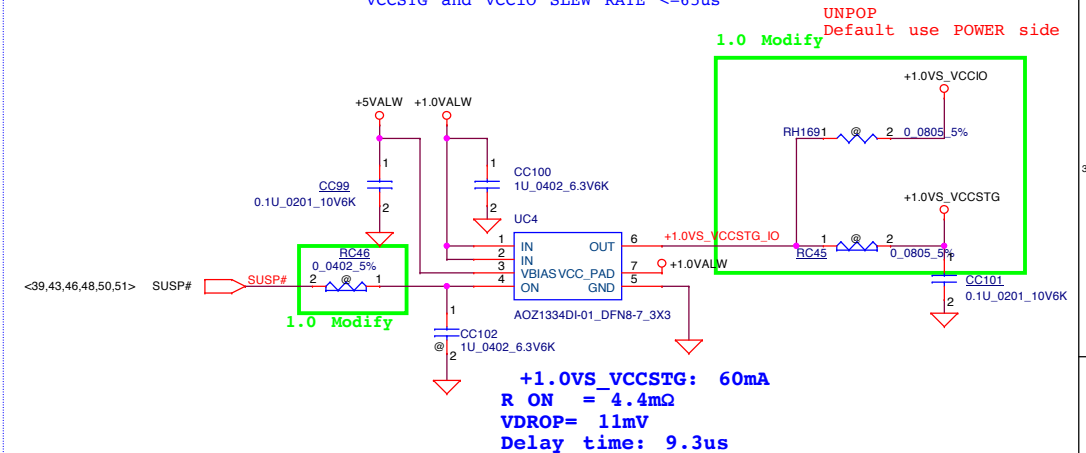 VCCSTG and VCCIO SLEW RATE <=65us
UNPOP
Default use POWER side
1.0 Modify
+1.0VS_VCCIO
+5VALW
+1.0VALW
RH169
1
@
2
0_0805_5%
3
1
CC99
0.1U_0201_10V6K
2
1
CC100
1U_0402_6.3V6K
2
+1.0VS_VCCSTG
UC4
1
IN
OUT
6
+1.0VS_VCCSTG_IO
1
@
2
RC45
0_0805_5%
2
IN
3
VBIAS
VCC_PAD
7
+1.0VALW
4
ON
GND
5
RC46
0_0402_5%
<39,43,46,48,50,51>
SUSP#
SUSP#
2
@
1
1.0 Modify
AOZ1334DI-01_DFN8-7_3X3
1
CC101
0.1U_0201_10V6K
2
1
CC102
@
1U_0402_6.3V6K
2
+1.0VS_VCCSTG: 60mA
R ON = 4.4mΩ
VDROP= 11mV
Delay time: 9.3us